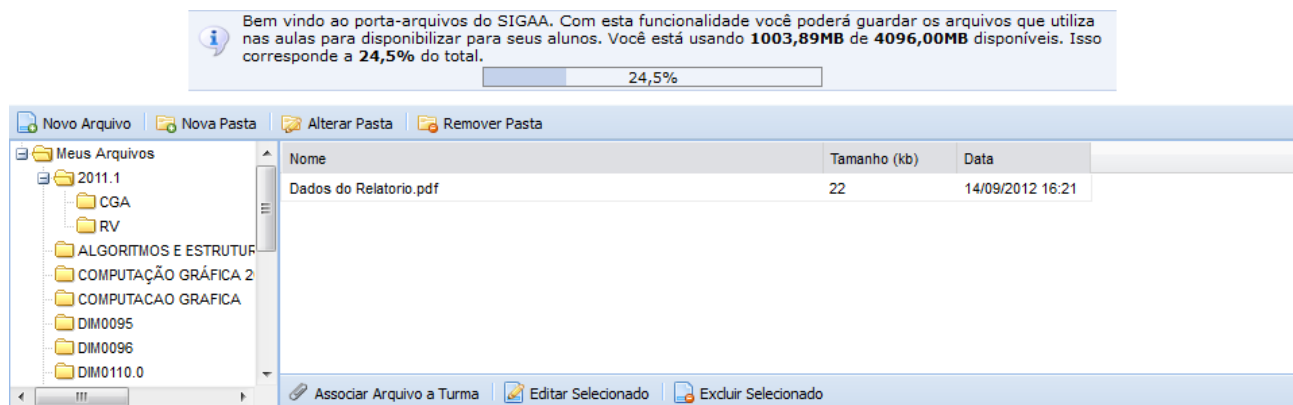 Bem vindo ao porta-arquivos do SIGAA. Com esta funcionalidade você poderá guardar os arquivos que utiliza
nas aulas para disponibilizar para seus alunos. Você está usando 1003,89MB de 4096,00MB disponíveis. Isso
corresponde a 24,5% do total.
24,5%
Novo Arquivo Nova Pasta Alterar Pasta Remover Pasta
Meus Arquivos
2011.1
CGA
RV
ALGORITMOS E ESTRUTUR
COMPUTAÇÃO GRÁFICA 2
COMPUTACAO GRAFICA
DIM0095
DIM0096
DIM0110.0
Nome Tamanho (kb) Data
Dados do Relatorio.pdf 22 14/09/2012 16:21
Associar Arquivo a Turma Editar Selecionado Excluir Selecionado